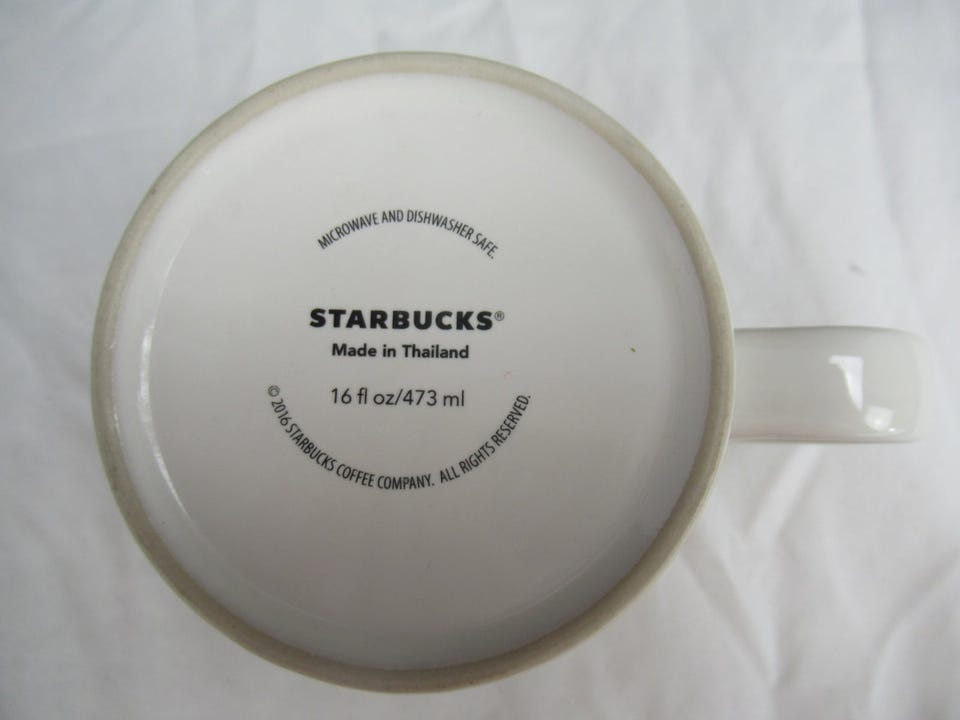 MICROWAVE AND DISHWASHER SAFE.
STARBUCKS®
Made in Thailand
16 fl oz/473 ml
© 2016 STARBUCKS COFFEE COMPANY. ALL RIGHTS RESERVED.